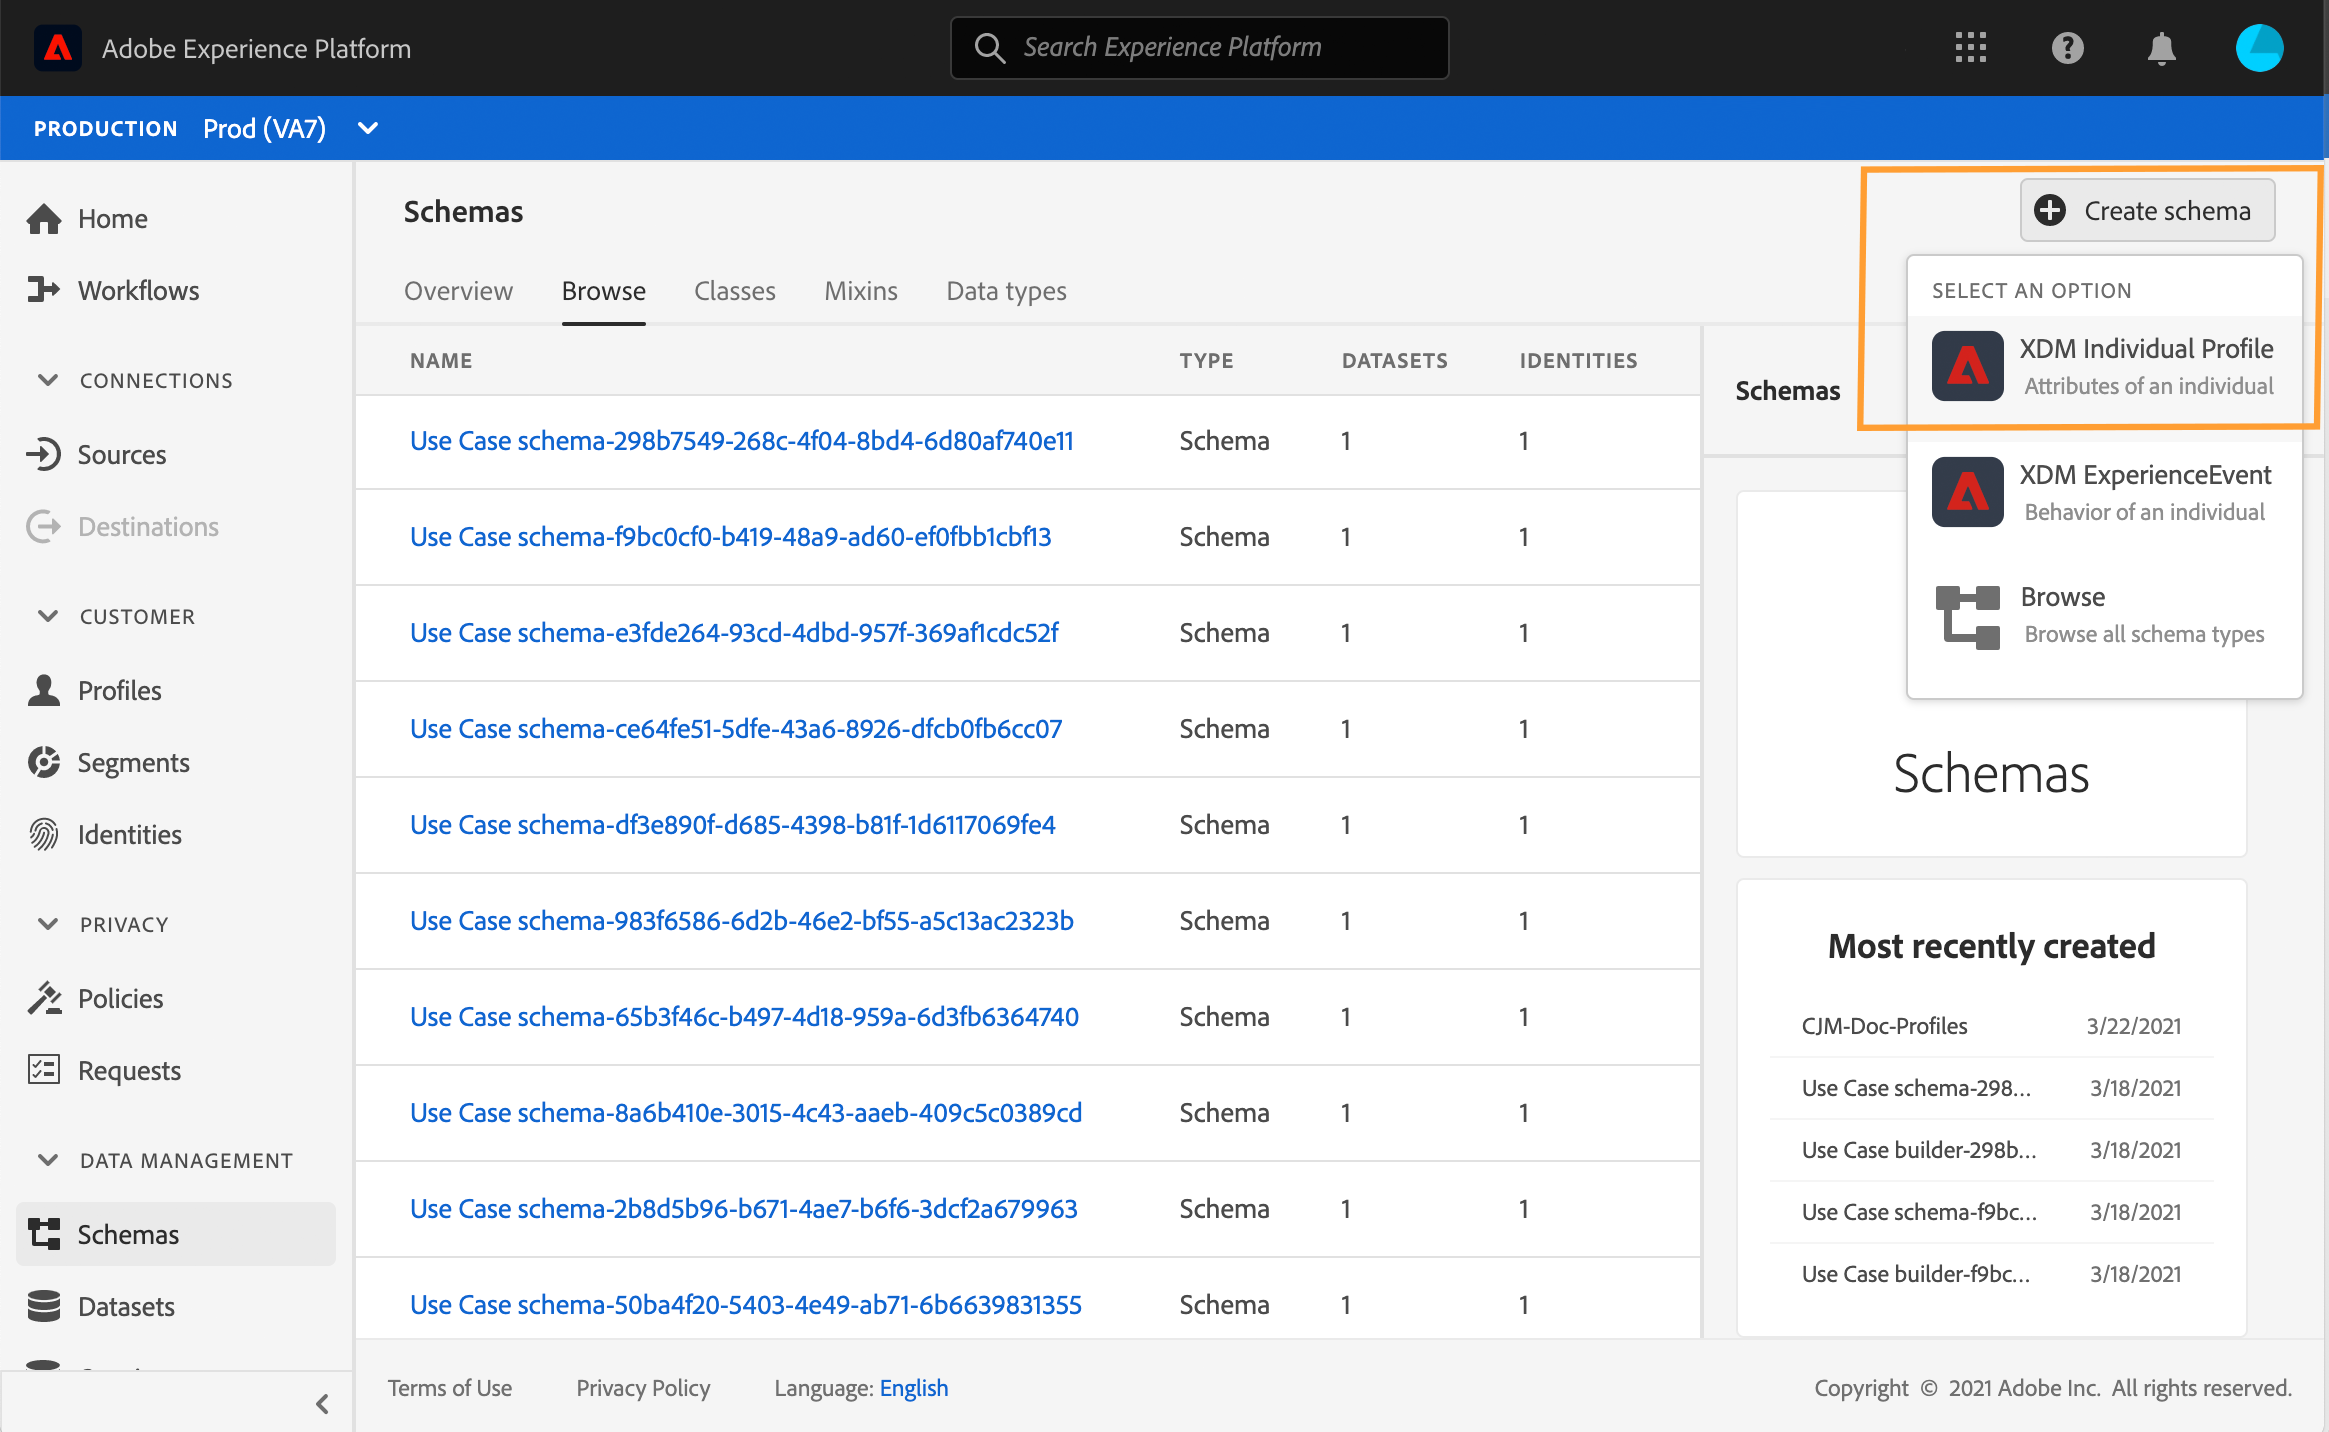 Adobe Experience Platform
Search Experience Platform
PRODUCTION Prod (VA7)
Home
Workflows
CONNECTIONS
Sources
Destinations
CUSTOMER
Profiles
Segments
Identities
PRIVACY
Policies
Requests
DATA MANAGEMENT
Schemas
Datasets
Schemas
Create schema
Overview Browse Classes Mixins Data types
NAME TYPE DATASETS IDENTITIES
Use Case schema-298b7549-268c-4f04-8bd4-6d80af740e11 Schema 1 1
Use Case schema-f9bc0cf0-b419-48a9-ad60-ef0fbb1cbf13 Schema 1 1
Use Case schema-e3fde264-93cd-4dbd-957f-369af1cdc52f Schema 1 1
Use Case schema-ce64fe51-5dfe-43a6-8926-dfcb0fb6cc07 Schema 1 1
Use Case schema-df3e890f-d685-4398-b81f-1d6117069fe4 Schema 1 1
Use Case schema-983f6586-6d2b-46e2-bf55-a5c13ac2323b Schema 1 1
Use Case schema-65b3f46c-b497-4d18-959a-6d3fb6364740 Schema 1 1
Use Case schema-8a6b410e-3015-4c43-aaeb-409c5c0389cd Schema 1 1
Use Case schema-2b8d5b96-b671-4ae7-b6f6-3dcf2a679963 Schema 1 1
Use Case schema-50ba4f20-5403-4e49-ab71-6b6639831355 Schema 1 1
Schemas
SELECT AN OPTION
XDM Individual Profile
Attributes of an individual
XDM ExperienceEvent
Behavior of an individual
Browse
Browse all schema types
Schemas
Most recently created
CJM-Doc-Profiles 3/22/2021
Use Case schema-298... 3/18/2021
Use Case builder-298b... 3/18/2021
Use Case schema-f9bc... 3/18/2021
Use Case builder-f9bc... 3/18/2021
Terms of Use Privacy Policy Language: English Copyright © 2021 Adobe Inc. All rights reserved.